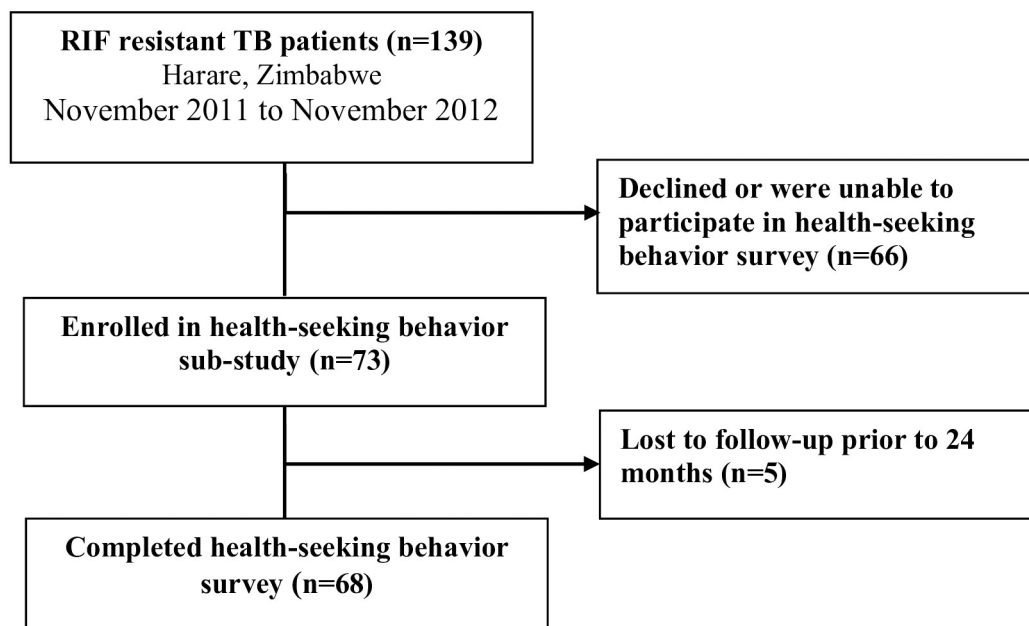 RIF resistant TB patients (n=139)
Harare, Zimbabwe
November 2011 to November 2012
Declined or were unable to
participate in health-seeking
behavior survey (n=66)
Enrolled in health-seeking behavior
sub-study (n=73)
Lost to follow-up prior to 24
months (n=5)
Completed health-seeking behavior
survey (n=68)